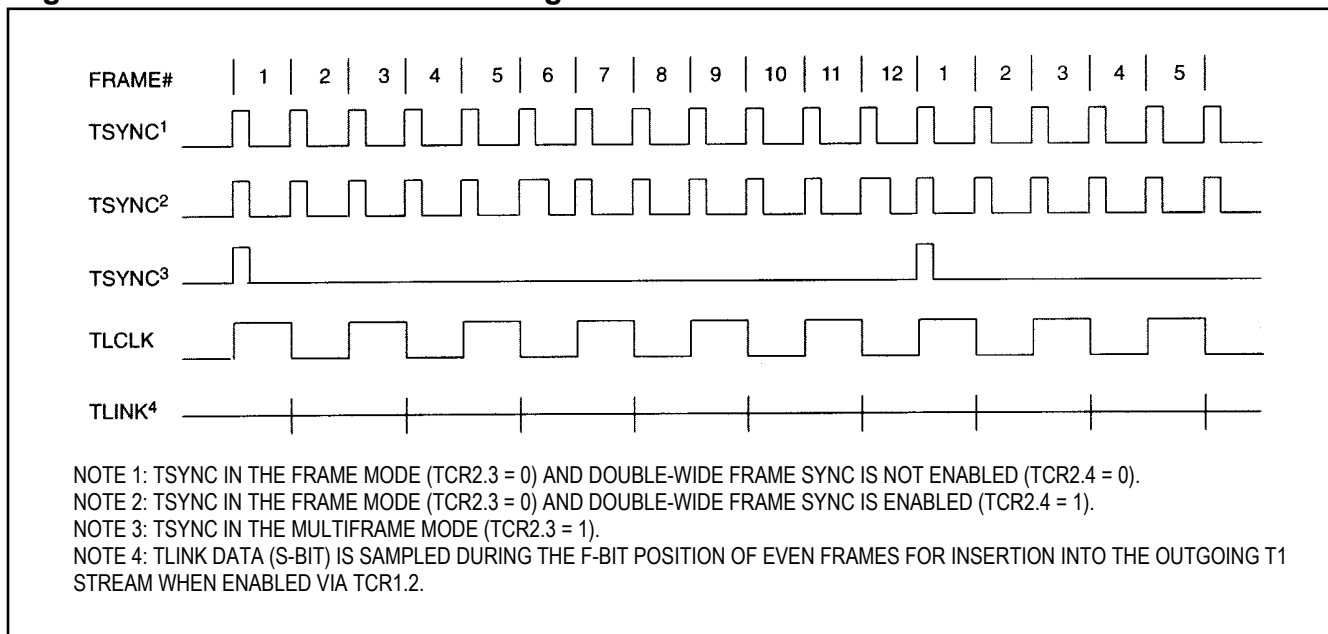 FRAME# 1 2 3 4 5 6 7 8 9 10 11 12 1 2 3 4 5
TSYNC1
TSYNC2
TSYNC3
TLCLK
TLINK4
NOTE 1: TSYNC IN THE FRAME MODE (TCR2.3 = 0) AND DOUBLE-WIDE FRAME SYNC IS NOT ENABLED (TCR2.4 = 0).
NOTE 2: TSYNC IN THE FRAME MODE (TCR2.3 = 0) AND DOUBLE-WIDE FRAME SYNC IS ENABLED (TCR2.4 = 1).
NOTE 3: TSYNC IN THE MULTIFRAME MODE (TCR2.3 = 1).
NOTE 4: TLINK DATA (S-BIT) IS SAMPLED DURING THE F-BIT POSITION OF EVEN FRAMES FOR INSERTION INTO THE OUTGOING T1
STREAM WHEN ENABLED VIA TCR1.2.